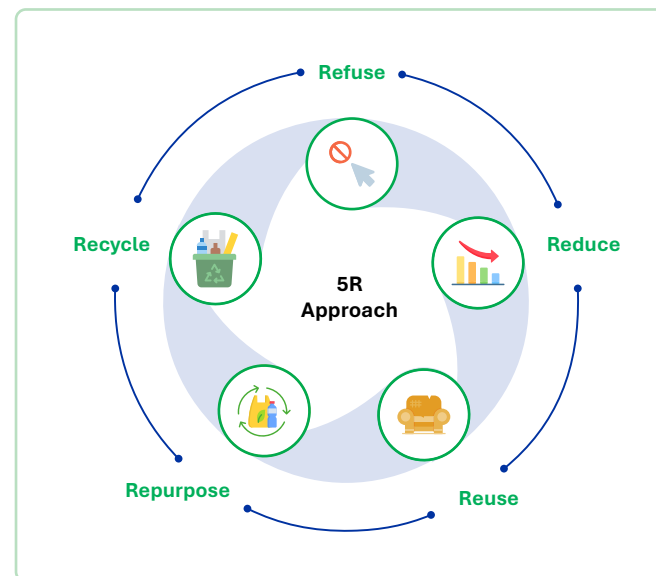 Refuse
Recycle
Reduce
5R
Approach
Repurpose
Reuse